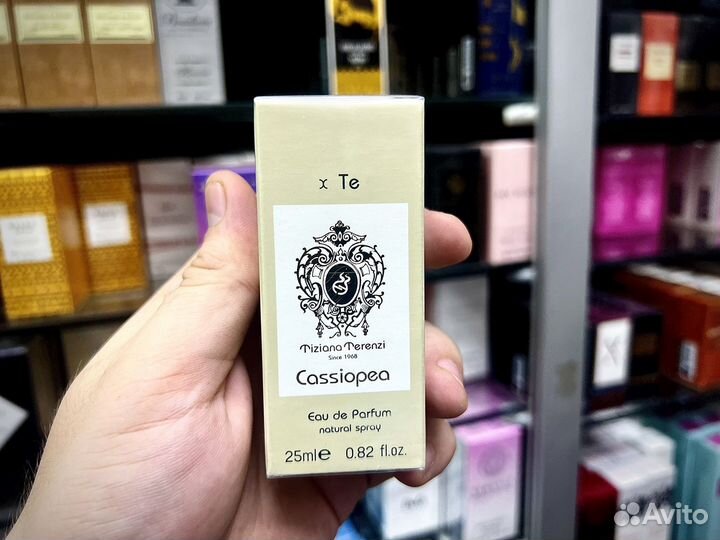 x Te
Tiziana Terenzi
Since 1968
Cassiopea
Eau de Parfum
natural spray
25ml℮ 0.82 fl.oz.
Avito